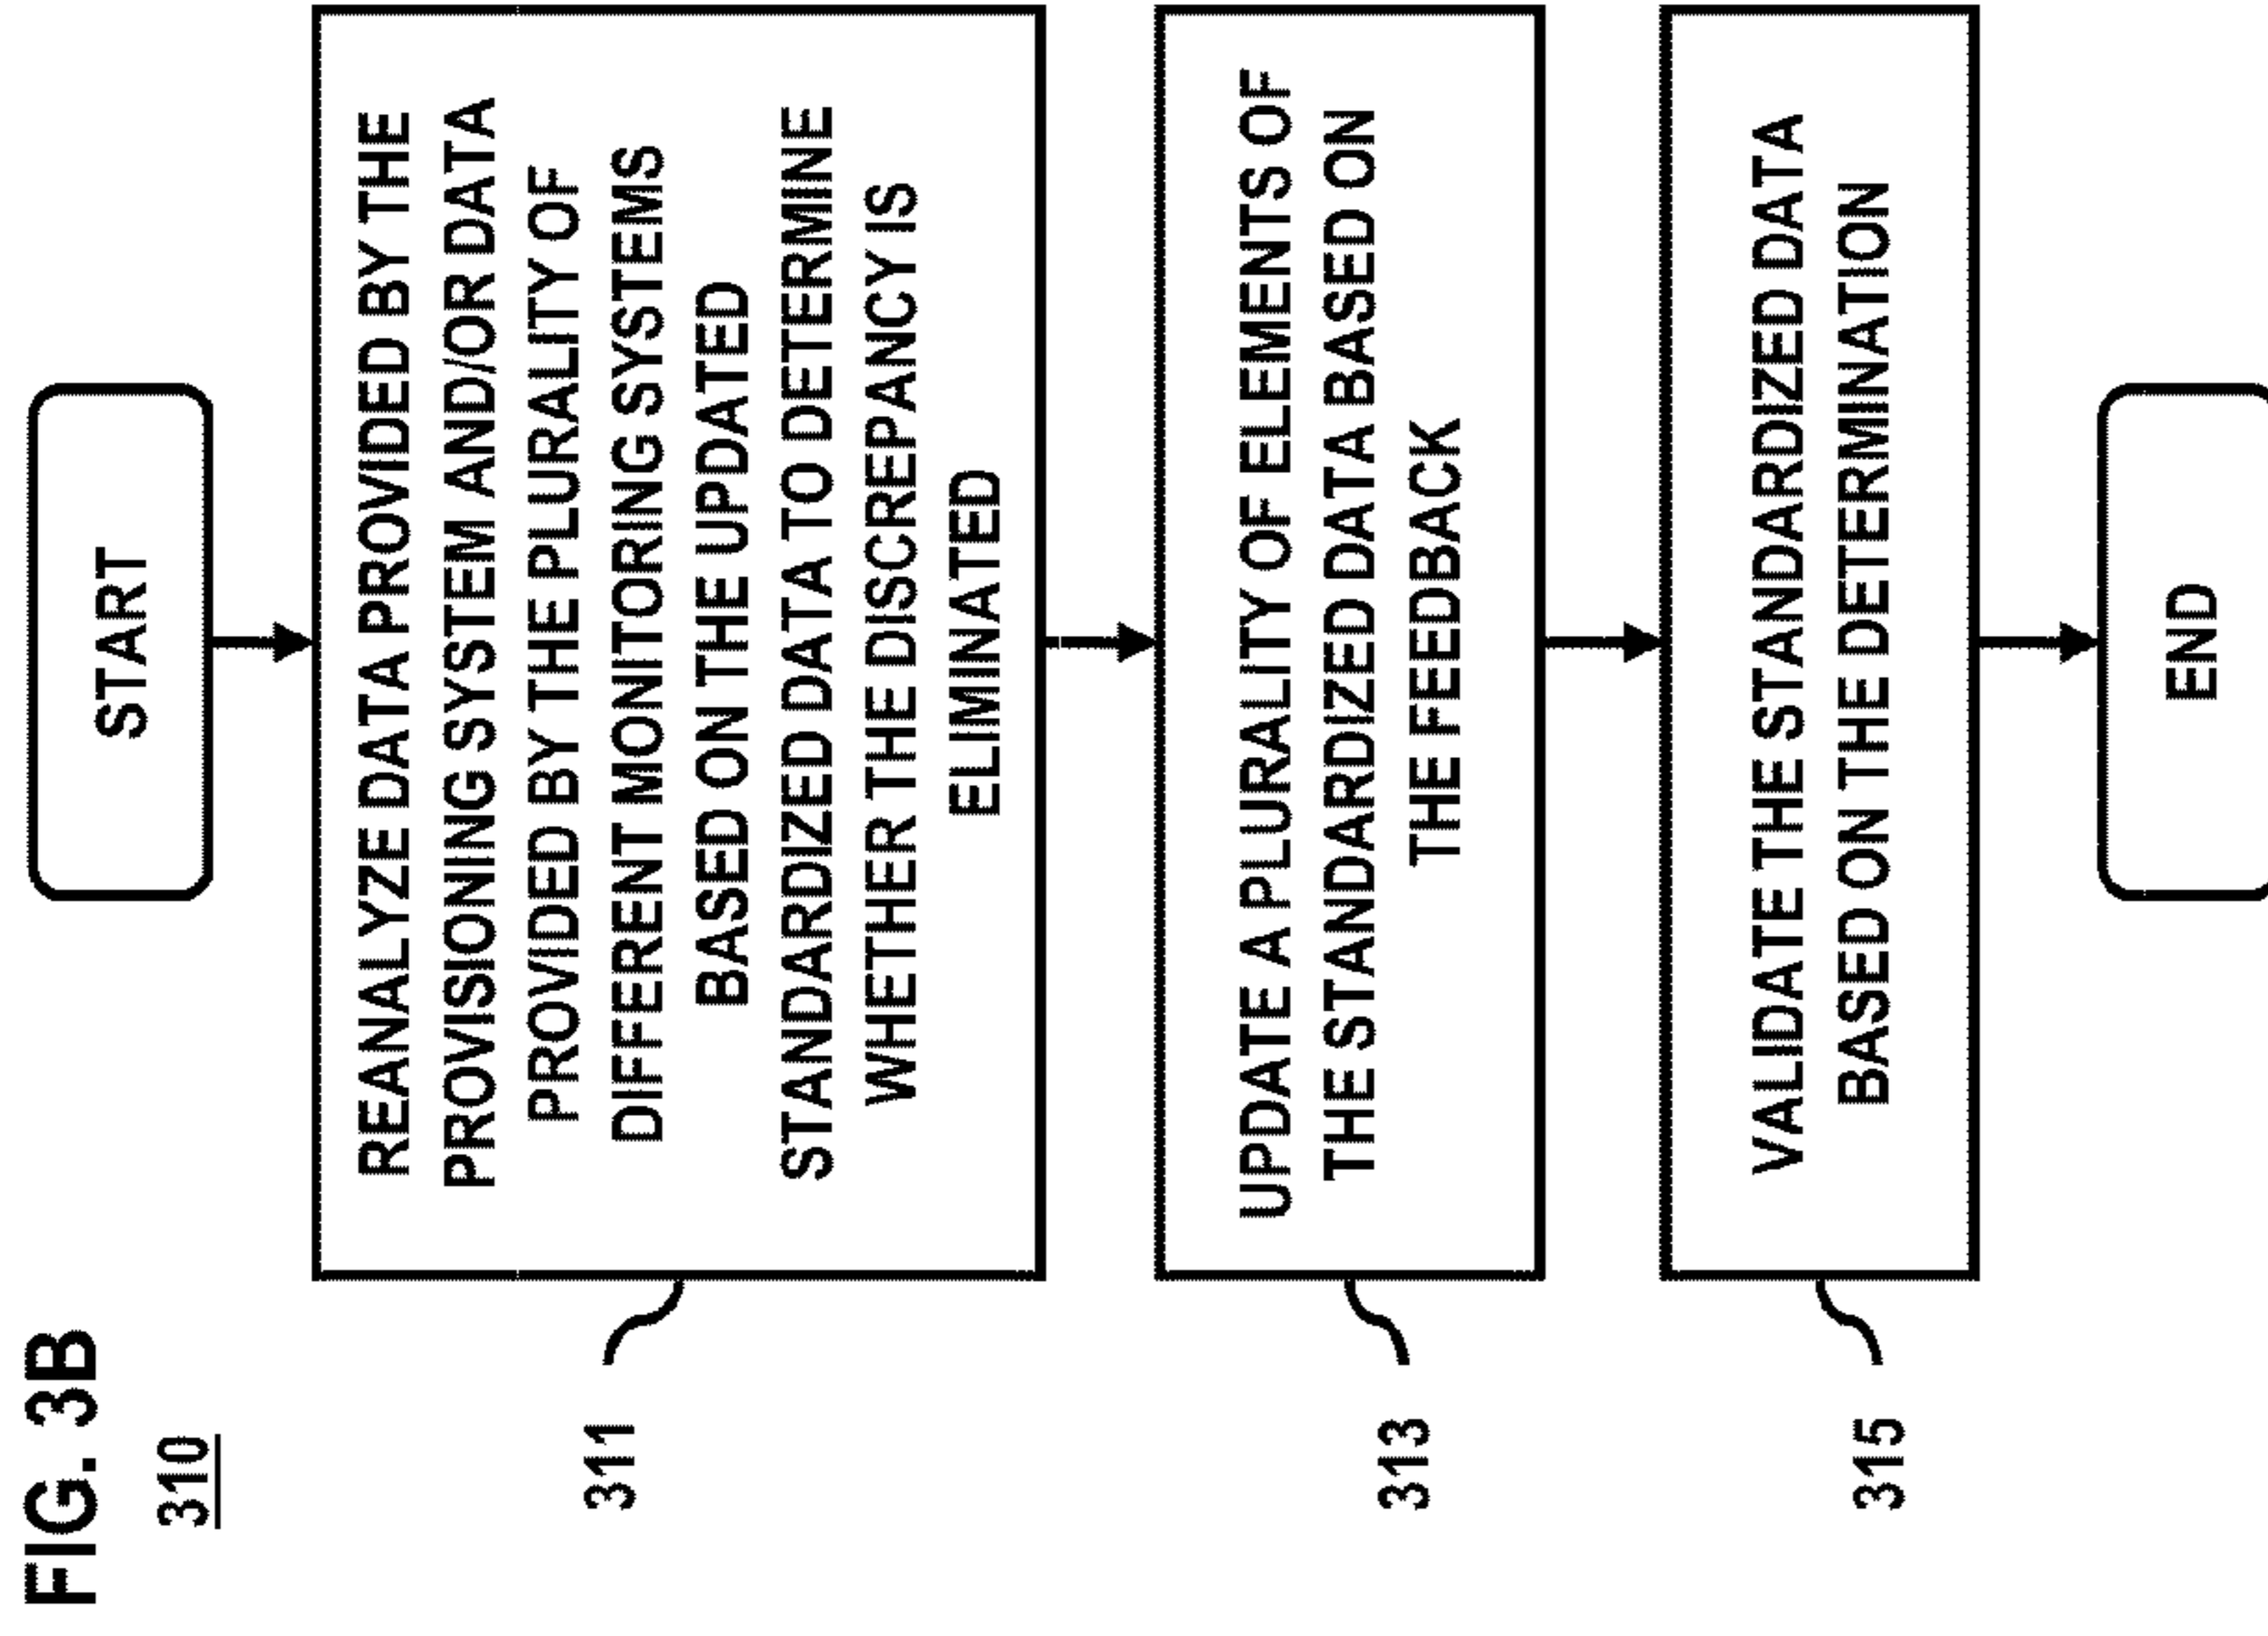 FIG. 3B
310
START
REANALYZE DATA PROVIDED BY THE
PROVISIONING SYSTEM AND/OR DATA
PROVIDED BY THE PLURALITY OF
DIFFERENT MONITORING SYSTEMS
BASED ON THE UPDATED
STANDARDIZED DATA TO DETERMINE
WHETHER THE DISCREPANCY IS
ELIMINATED
311
UPDATE A PLURALITY OF ELEMENTS OF
THE STANDARDIZED DATA BASED ON
THE FEEDBACK
313
VALIDATE THE STANDARDIZED DATA
BASED ON THE DETERMINATION
315
END